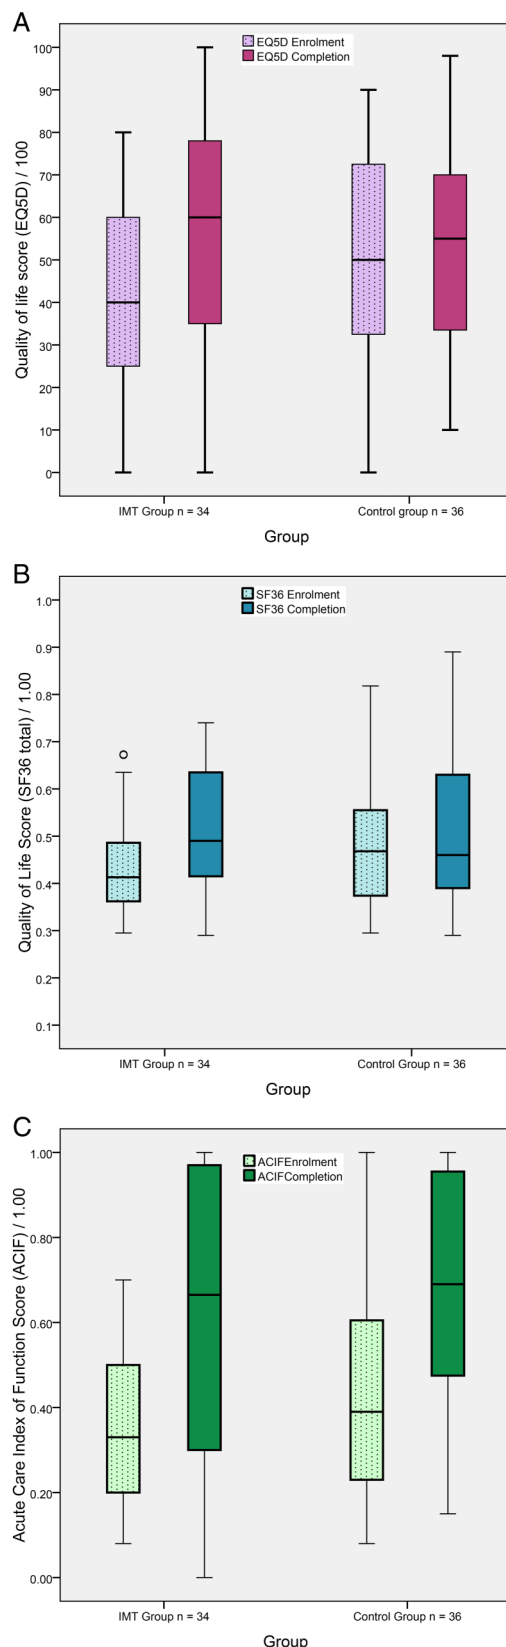 A
EQ5D Enrolment
EQ5D Completion
Quality of life score (EQ5D) / 100
100
90
80
70
60
50
40
30
20
10
0
IMT Group n = 34
Control group n = 36
Group
B
SF36 Enrolment
SF36 Completion
Quality of Life Score (SF36 total) / 1.00
1.0
0.9
0.8
0.7
0.6
0.5
0.4
0.3
0.2
0.1
IMT Group n = 34
Control Group n = 36
Group
C
ACIFEnrolment
ACIFCompletion
Acute Care Index of Function Score (ACIF) / 1.00
1.00
0.80
0.60
0.40
0.20
0.00
IMT Group n = 34
Control Group n = 36
Group